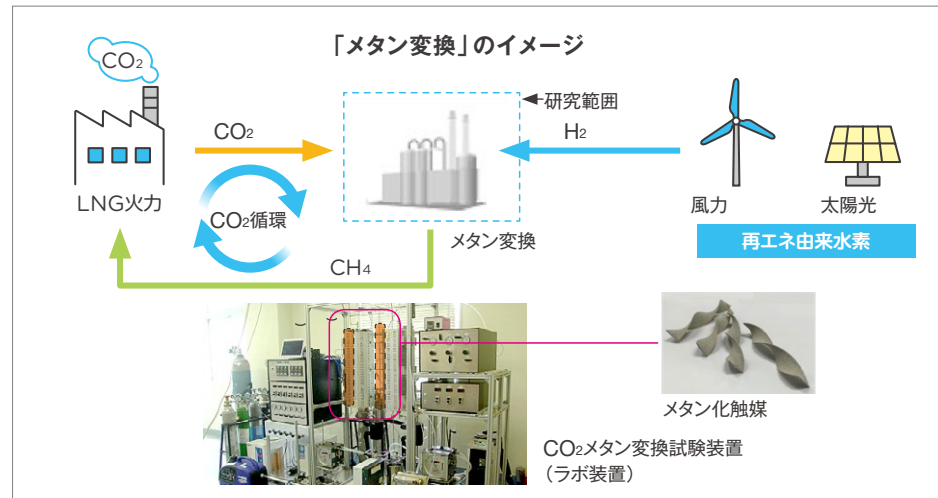 「メタン変換」のイメージ
CO₂
研究範囲
CO₂
H₂
LNG火力
CO₂循環
メタン変換
CH₄
風力
太陽光
再エネ由来水素
メタン化触媒
CO₂メタン変換試験装置
（ラボ装置）